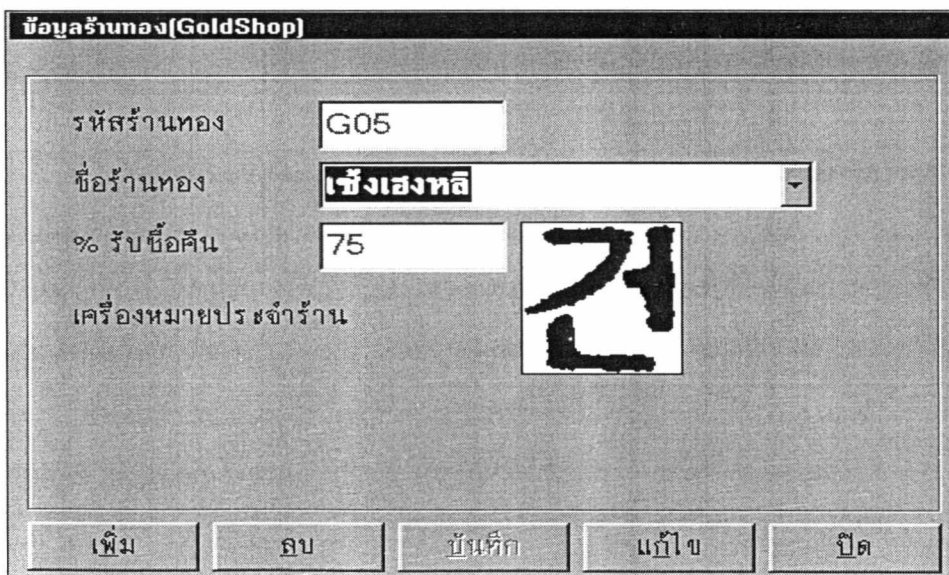 ข้อมูลร้านทอง(GoldShop)
รหัสร้านทอง G05
ชื่อร้านทอง เซ้งเฮงหลี
% รับซื้อคืน 75
건
เครื่องหมายประจำร้าน
เพิ่ม ลบ บันทึก แก้ไข ปิด